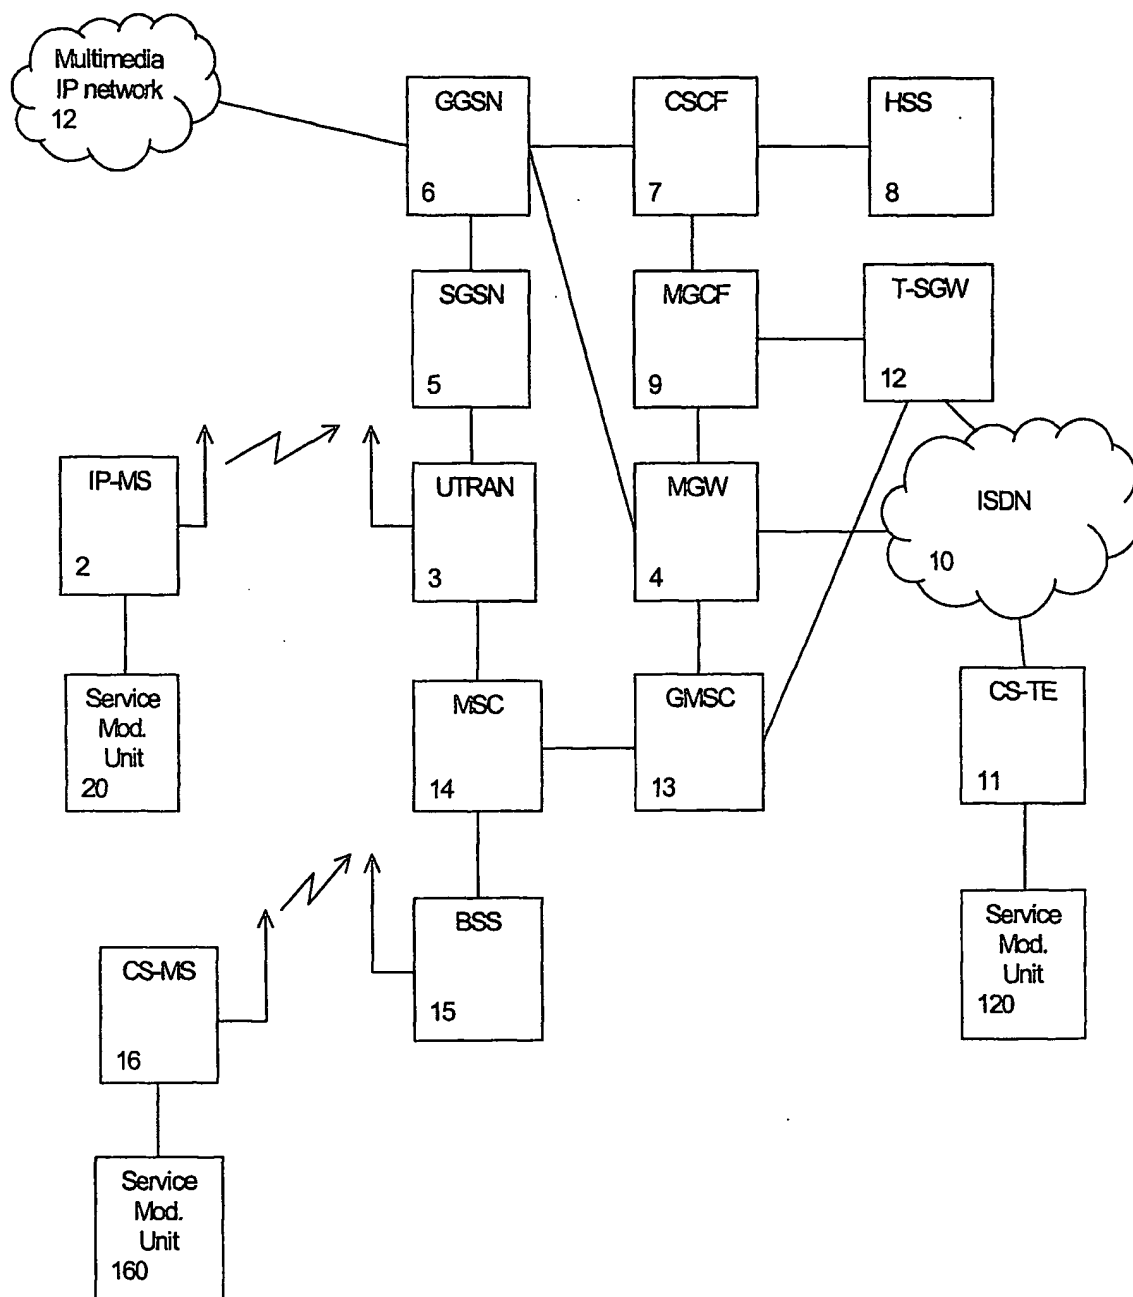 Multimedia
IP network
12
GGSN
6
CSCF
7
HSS
8
SGSN
5
MGCF
9
T-SGW
12
IP-MS
2
UTRAN
3
MGW
4
ISDN
10
Service
Mod.
Unit
20
MSC
14
GMSC
13
CS-TE
11
CS-MS
16
BSS
15
Service
Mod.
Unit
120
Service
Mod.
Unit
160